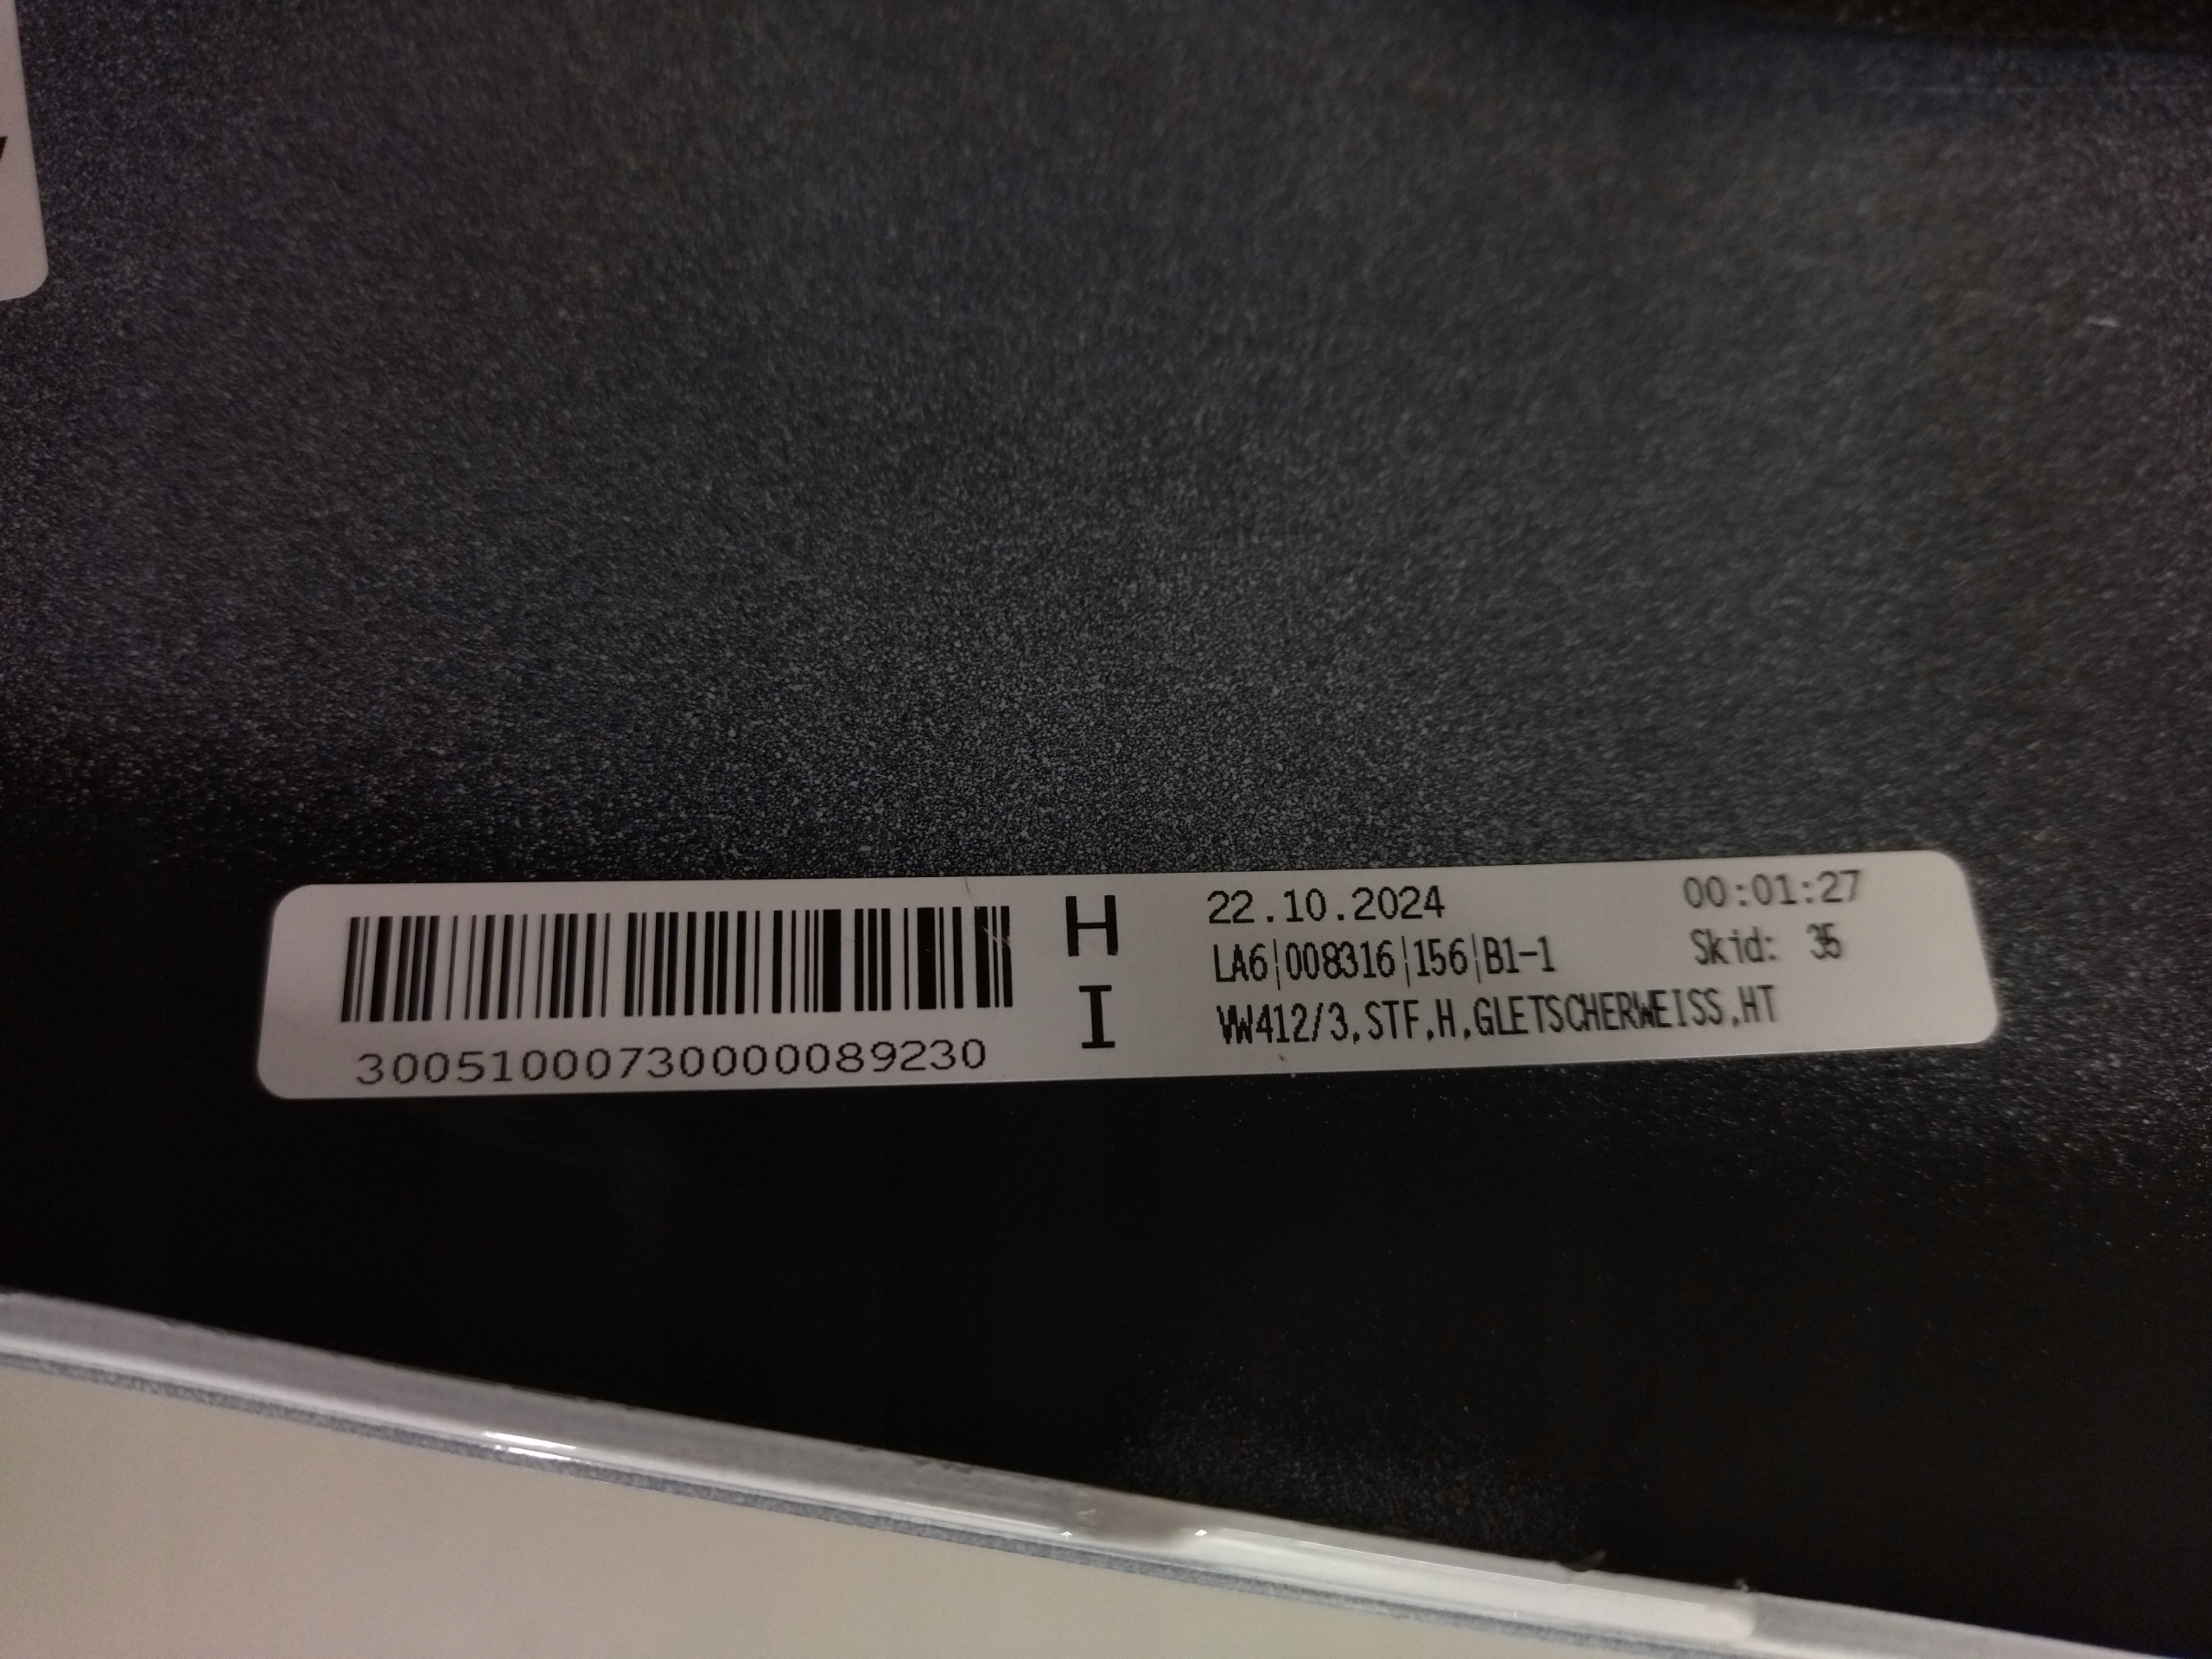 30051000730000089230
H
I
22.10.2024
00:01:27
LA6|008316|156|B1-1
Skid: 35
VW412/3,STF,H,GLETSCHERWEISS,HT